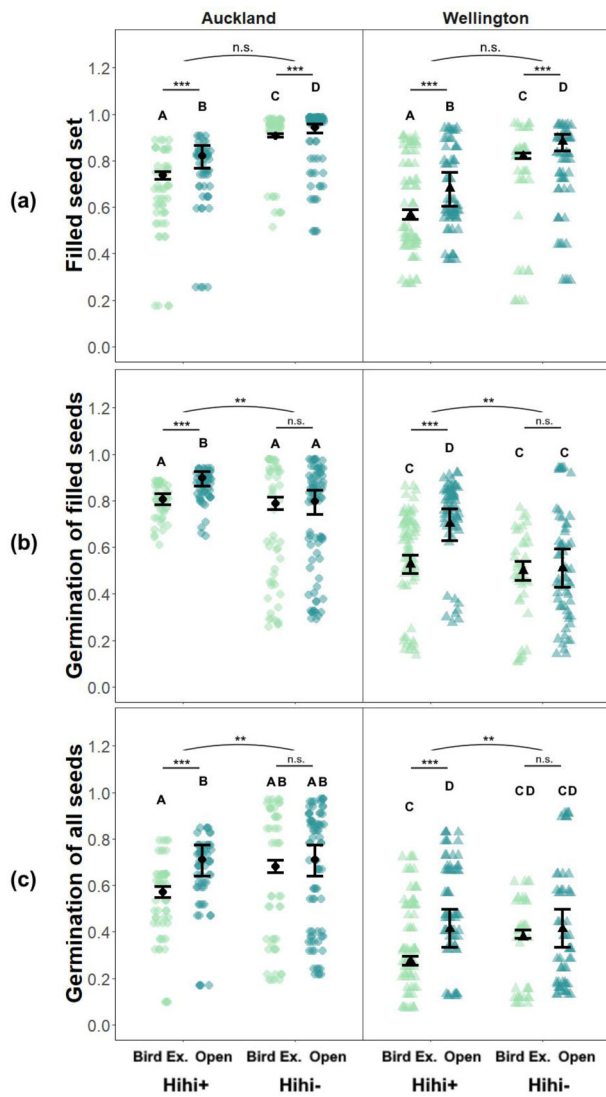 Auckland
Wellington
(a)
Filled seed set
1.2
1.0
0.8
0.6
0.4
0.2
0.0
n.s.
***
***
A
B
C
D
n.s.
***
***
A
B
C
D
(b)
Germination of filled seeds
1.2
1.0
0.8
0.6
0.4
0.2
0.0
**
***
n.s.
A
B
A
A
**
***
n.s.
C
D
C
C
(c)
Germination of all seeds
1.2
1.0
0.8
0.6
0.4
0.2
0.0
**
***
n.s.
A
B
AB
AB
**
***
n.s.
C
D
CD
CD
Bird Ex. Open Bird Ex. Open Bird Ex. Open Bird Ex. Open
Hihi+ Hihi- Hihi+ Hihi-